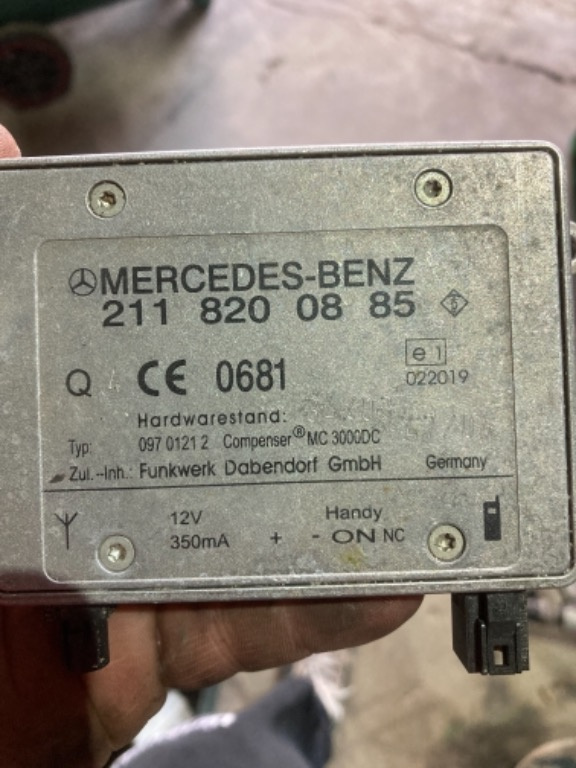 MERCEDES-BENZ
211 820 08 85
Q CE 0681
e 1
022019
Hardwarestand:
Typ: 097 0121 2 Compenser® MC 3000DC
Zul.-Inh.: Funkwerk Dabendorf GmbH Germany
12V Handy
350mA + - ON NC